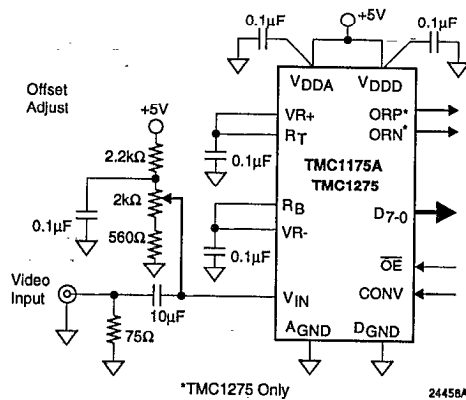 0.1µF
+5V
0.1µF
VDDA
VDDD
Offset
Adjust
+5V
VR+
RT
0.1µF
ORP*
ORN*
TMC1175A
TMC1275
2.2kΩ
2kΩ
0.1µF
560Ω
RB
VR-
0.1µF
D7-0
OE
CONV
Video
Input
10µF
75Ω
VIN
AGND
DGND
*TMC1275 Only
24458A